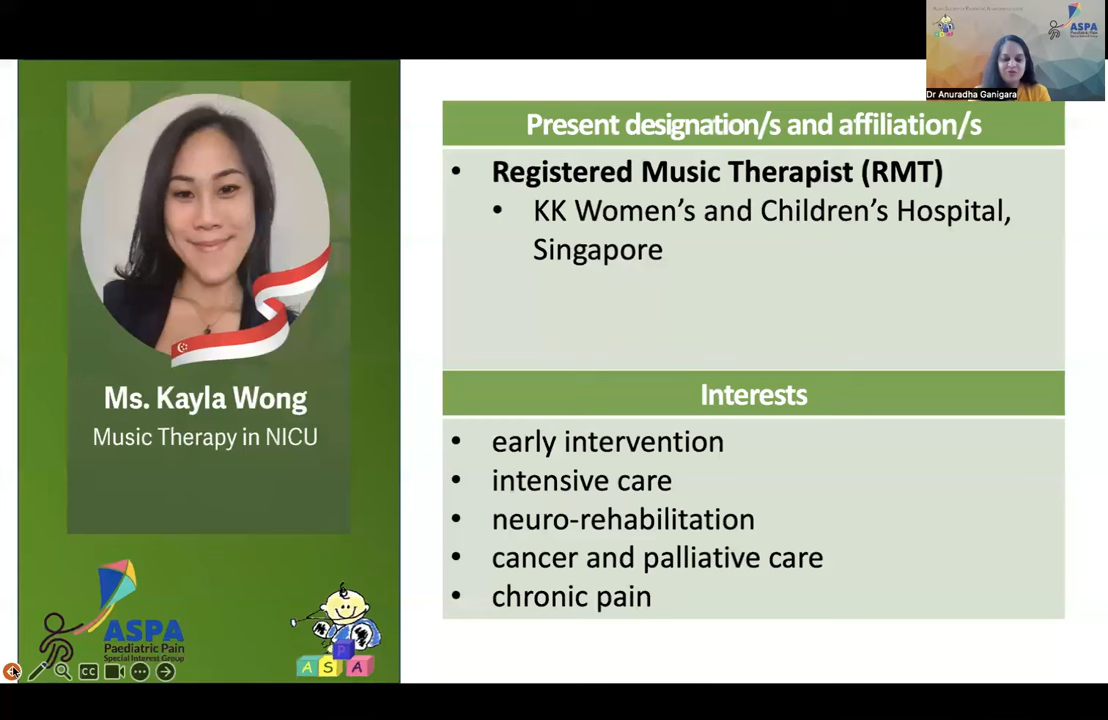 Dr Anuradha Ganigara
ASPA
Present designation/s and affiliation/s
• Registered Music Therapist (RMT)
• KK Women's and Children's Hospital,
Singapore
Interests
• early intervention
• intensive care
• neuro-rehabilitation
• cancer and palliative care
• chronic pain
Ms. Kayla Wong
Music Therapy in NICU
ASPA
Paediatric Pain
Special Interest Group
P
A S A
CC